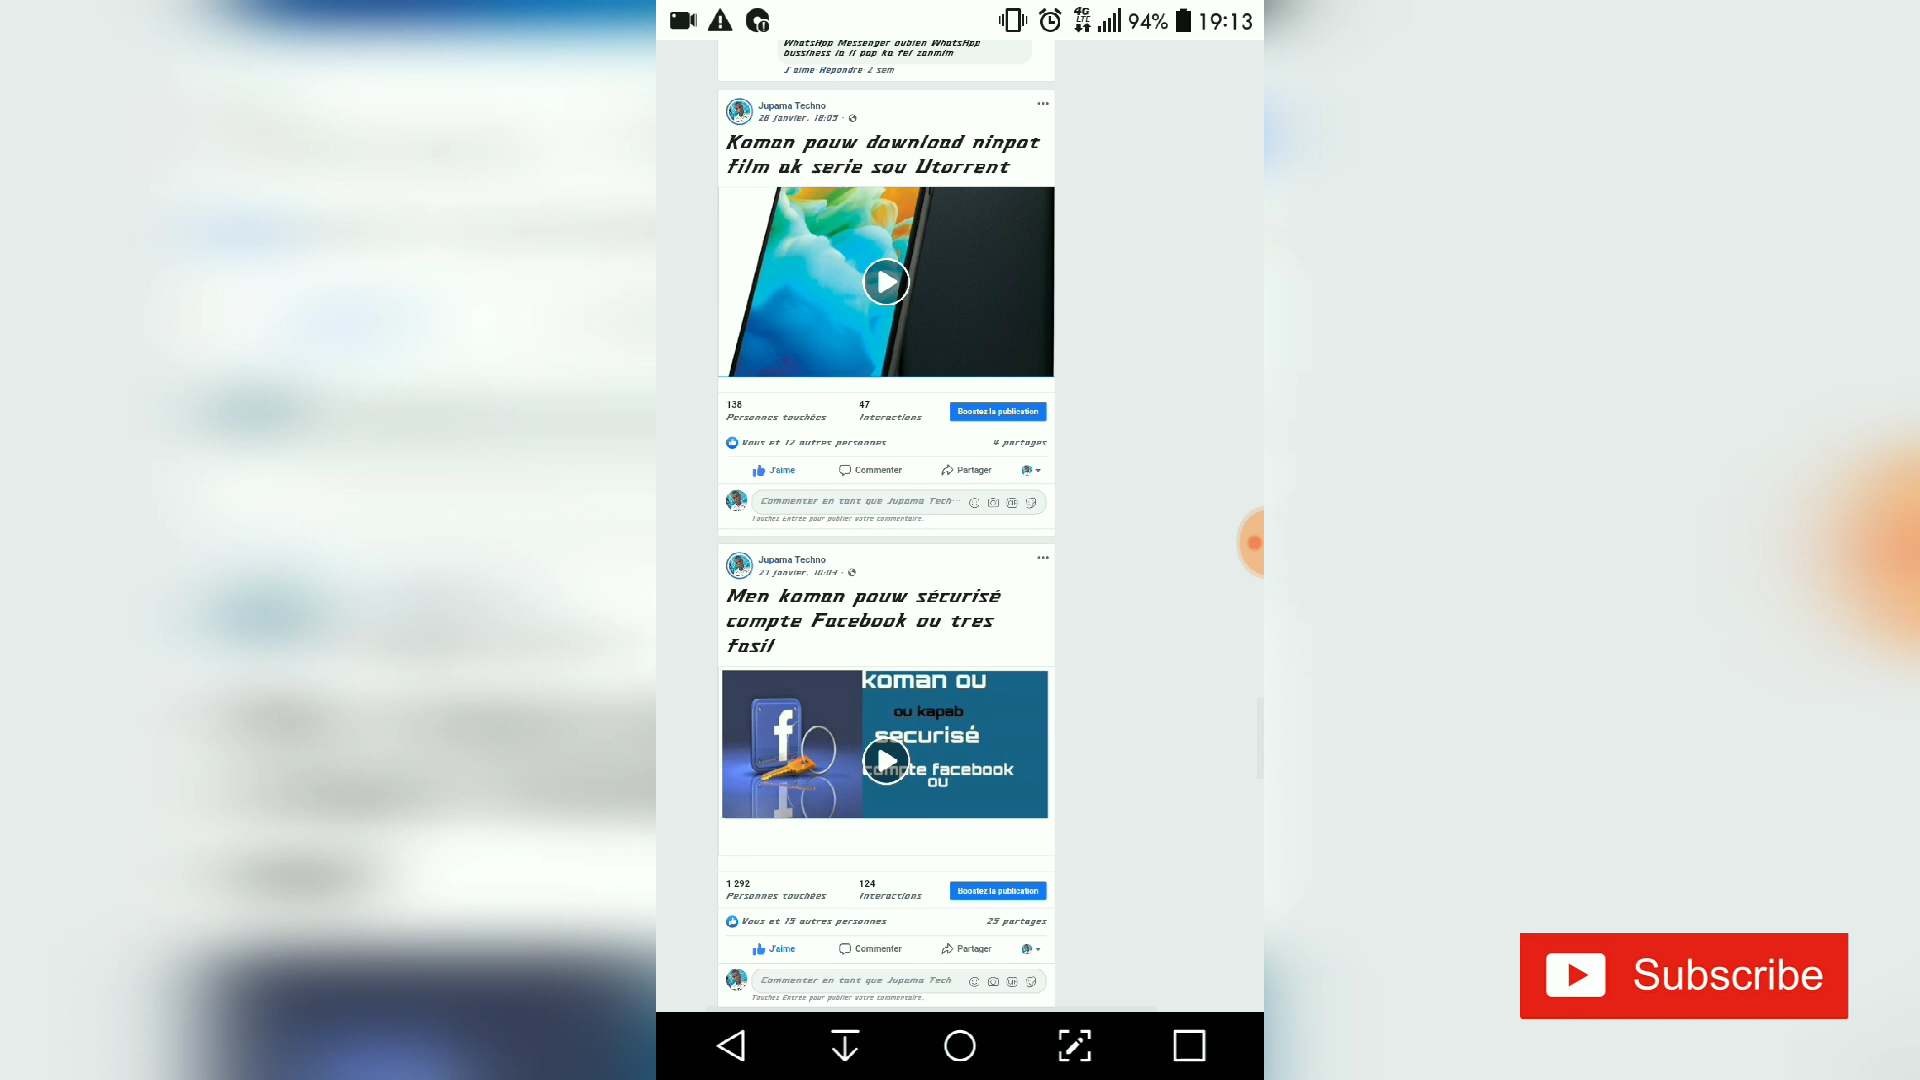 94% 19:13
4G
LTE
WhatsApp Messenger oubien WhatsApp
bussiness la li pap ka fel zanmim
J'aime Répondre 2 sem
Jupama Techno
26 janvier, 18:05 ·
Koman pouw download ninpot
film ak serie sou Utorrent
138
Personnes touchées
47
Interactions
Boostez la publication
Vous et 12 autres personnes
4 partages
J'aime
Commenter
Partager
Commenter en tant que Jupama Tech...
Touchez Entrée pour publier votre commentaire.
Jupama Techno
janvier,
Men koman pouw sécurisé
compte Facebook ou tres
fasil
koman ou
ou kapab
securisé
compte facebook
ou
1 292
Personnes touchées
124
Interactions
Boostez la publication
Vous et 15 autres personnes
25 partages
J'aime
Commenter
Partager
Commenter en tant que Jupama Tech
Touchez Entrée pour publier votre commentaire.
Subscribe